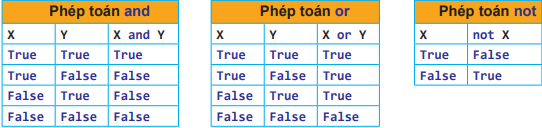 Phép toán and
X Y X and Y
True True True
True False False
False True False
False False False
Phép toán or
X Y X or Y
True True True
True False True
False True True
False False False
Phép toán not
X not X
True False
False True